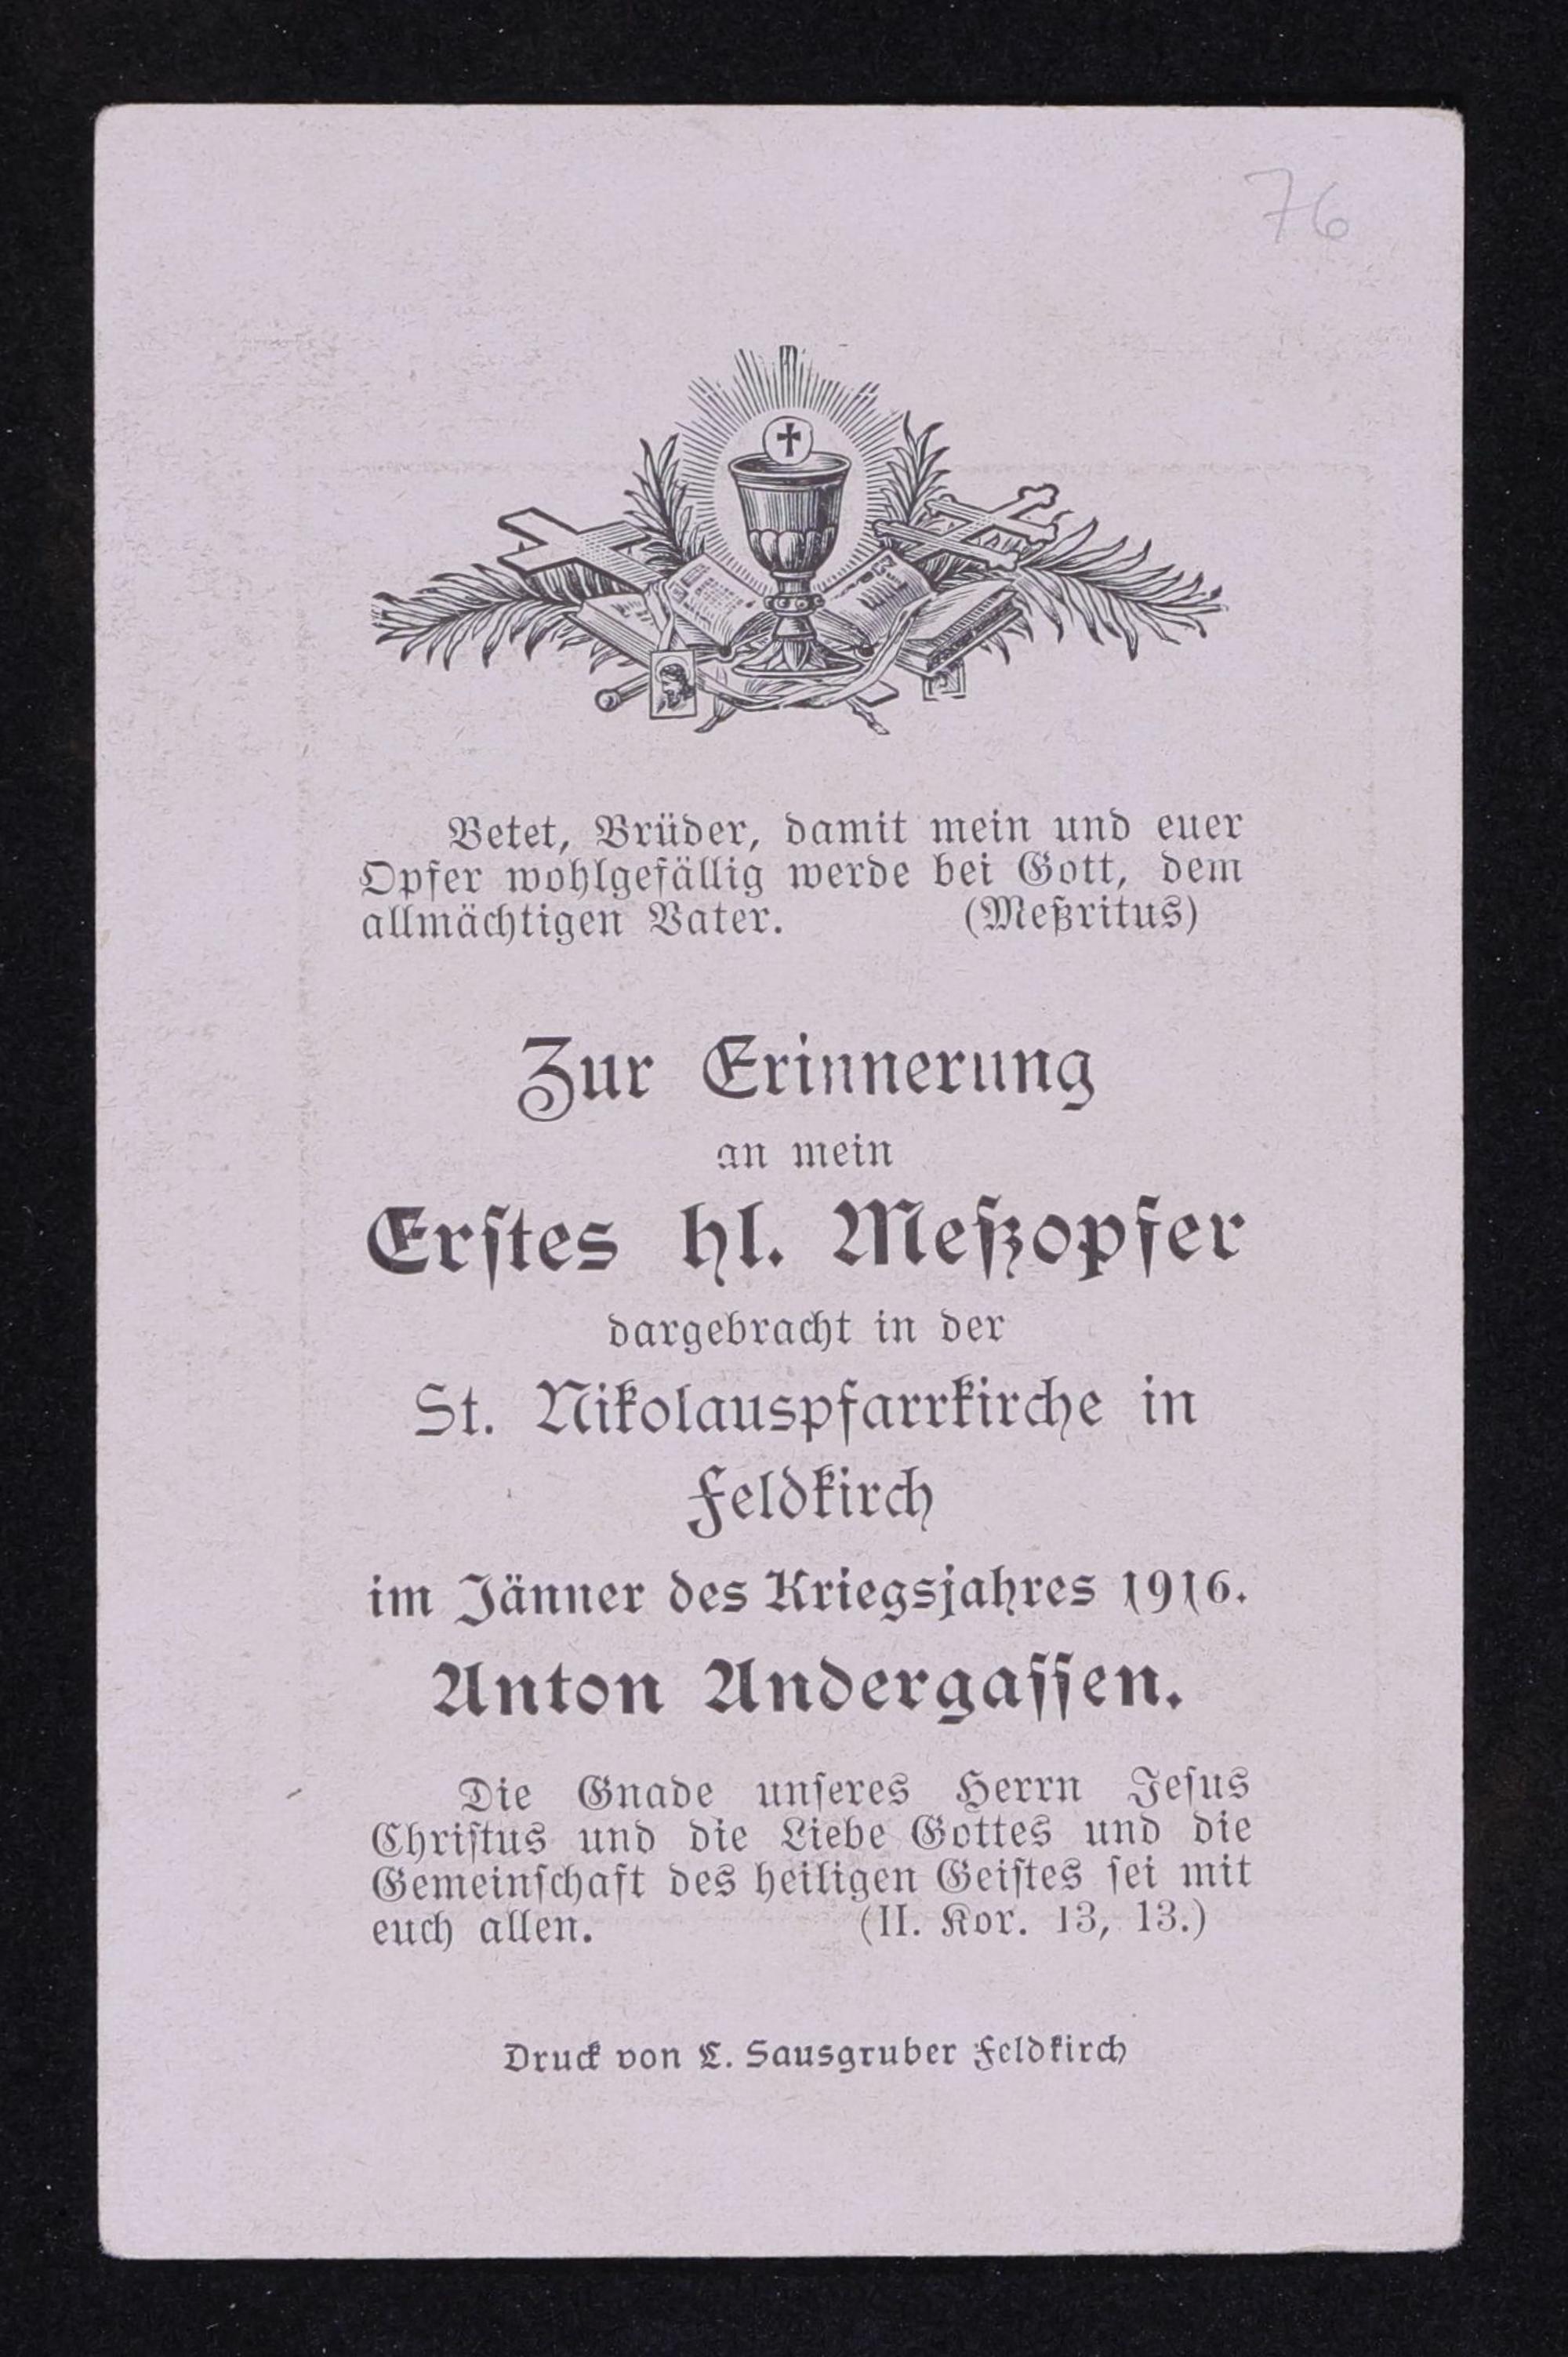 76
Betet, Brüder, damit mein und euer
Opfer wohlgefällig werde bei Gott, dem
allmächtigen Vater. (Meßritus)
Zur Erinnerung
an mein
Erstes hl. Meßopfer
dargebracht in der
St. Nikolauspfarrkirche in
Feldkirch
im Jänner des Kriegsjahres 1916.
Anton Andergassen.
Die Gnade unseres Herrn Jesus
Christus und die Liebe Gottes und die
Gemeinschaft des heiligen Geistes sei mit
euch allen. (II. Kor. 13, 13.)
Druck von L. Sausgruber Feldkirch